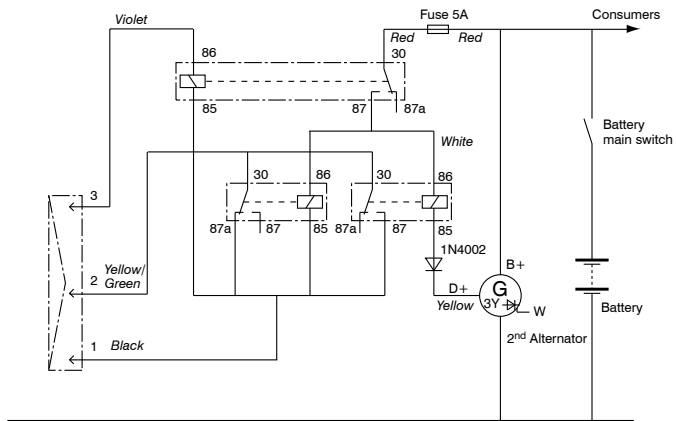 Violet
Fuse 5A
Consumers
Red
Red
86
30
85
87
87a
White
Battery
main switch
30
86
30
86
3
87a
87
85
87a
87
85
1N4002
2
Yellow/
Green
B+
D+
G
3Y
W
Yellow
Battery
2nd Alternator
1
Black